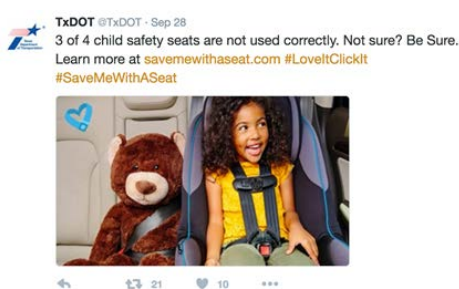 TxDOT @TxDOT · Sep 28
3 of 4 child safety seats are not used correctly. Not sure? Be Sure.
Learn more at savemewithaseat.com #LoveItClickIt
#SaveMeWithASeat
21 10